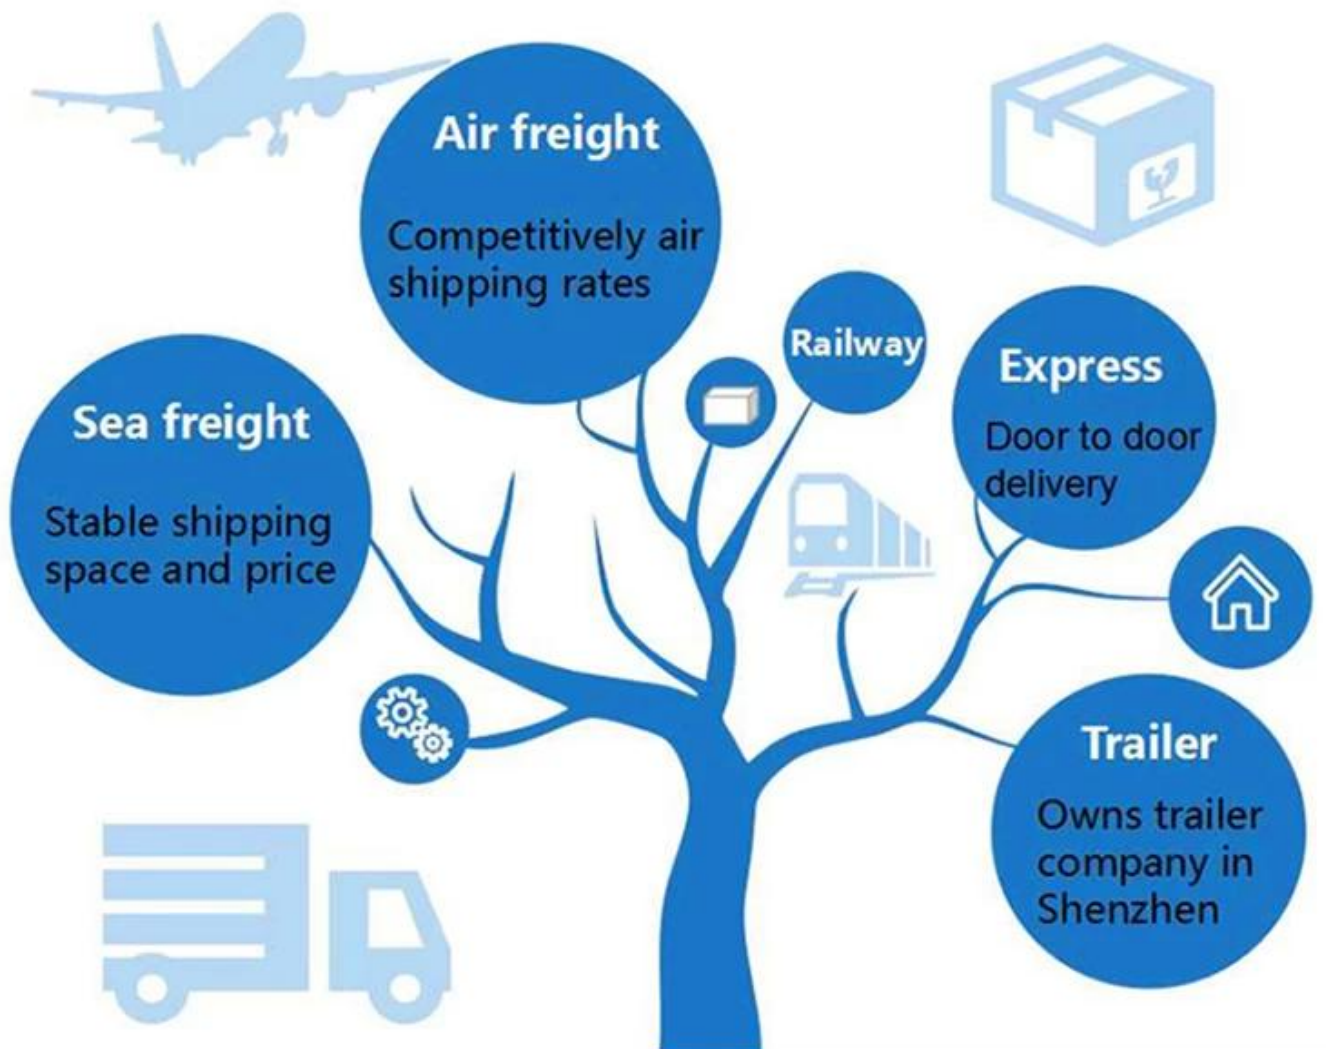 Air freight
Competitively air
shipping rates
Railway
Express
Door to door
delivery
Sea freight
Stable shipping
space and price
Trailer
Owns trailer
company in
Shenzhen